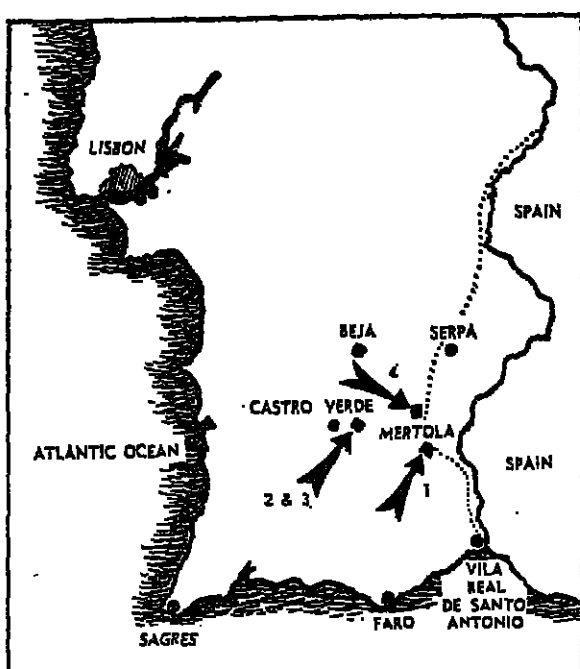 LISBON
SPAIN
BEJA
SERPA
4
CASTRO VERDE
MERTOLA
ATLANTIC OCEAN
SPAIN
2 & 3
1
VILA
REAL
DE SANTO
ANTONIO
FARO
SAGRES